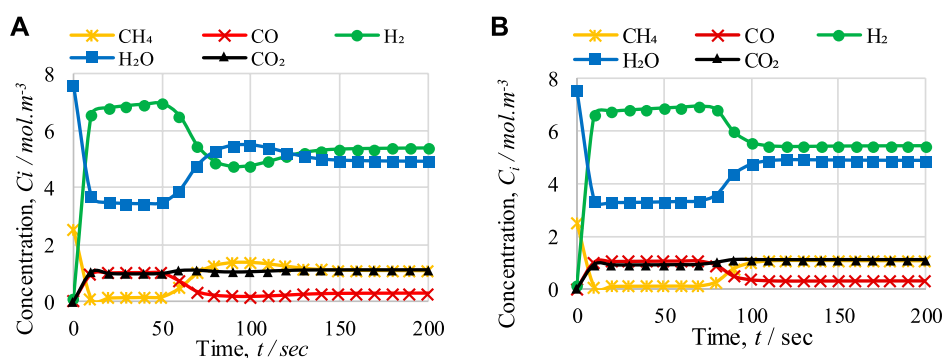 A
CH₄ CO H₂
H₂O CO₂
8
6
4
2
0
0 50 100 150 200
Concentration, Ci / mol.m⁻³
Time, t / sec
B
CH₄ CO H₂
H₂O CO₂
8
6
4
2
0
0 50 100 150 200
Concentration, Cᵢ / mol.m⁻³
Time, t / sec